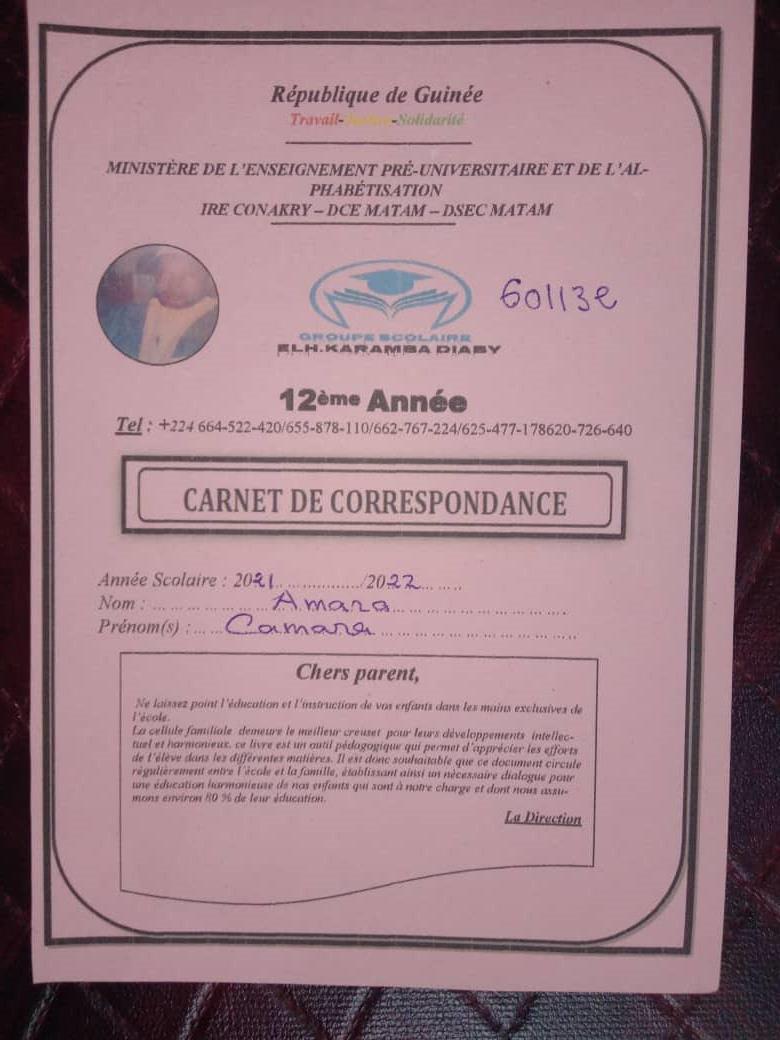 République de Guinée
Travail-Justice-Solidarité
MINISTÈRE DE L'ENSEIGNEMENT PRÉ-UNIVERSITAIRE ET DE L'AL-
PHABÉTISATION
IRE CONAKRY – DCE MATAM – DSEC MATAM
60113e
GROUPE SCOLAIRE
ELH.KARAMBA DIABY
12ème Année
Tel : +224 664-522-420/655-878-110/662-767-224/625-477-178620-726-640
CARNET DE CORRESPONDANCE
Année Scolaire : 2021.. ............../2022... .....
Nom : ... ... ... ... ... ... Amara... ... ... ... ... ... ... ... ...
Prénom(s) : ... ... Camara ... ... ... ... ... ... ... ... ...
Chers parent,
Ne laissez point l'éducation et l'instruction de vos enfants dans les mains exclusives de
l'école.
La cellule familiale demeure le meilleur creuset pour leurs développements intellec-
tuel et harmonieux. ce livre est un outil pédagogique qui permet d'apprécier les efforts
de l'élève dans les différentes matières. Il est donc souhaitable que ce document circule
régulièrement entre l'école et la famille, établissant ainsi un nécessaire dialogue pour
une éducation harmonieuse de nos enfants qui sont à notre charge et dont nous assu-
mons environ 80 % de leur éducation.
La Direction